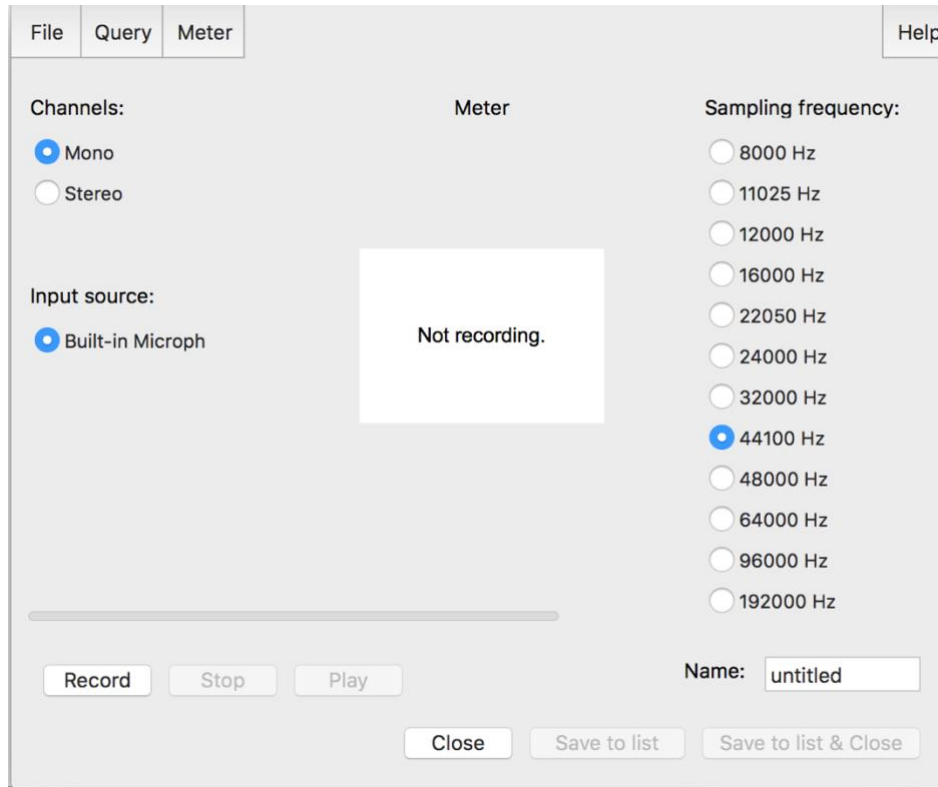 File Query Meter Help
Channels: Meter Sampling frequency:
Mono
Stereo
Input source:
Built-in Microph
Not recording.
8000 Hz
11025 Hz
12000 Hz
16000 Hz
22050 Hz
24000 Hz
32000 Hz
44100 Hz
48000 Hz
64000 Hz
96000 Hz
192000 Hz
Record Stop Play
Name: untitled
Close Save to list Save to list & Close